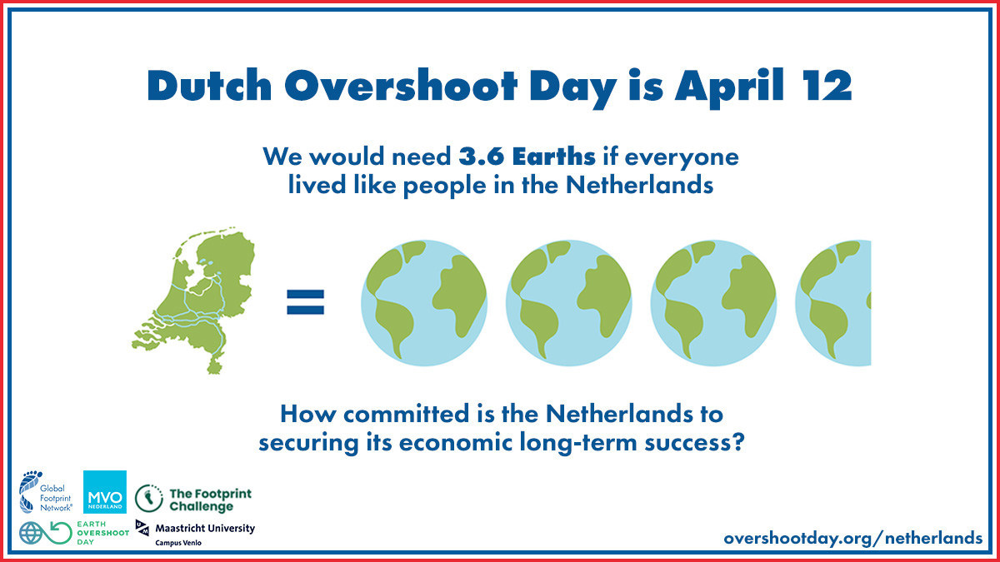 Dutch Overshoot Day is April 12
We would need 3.6 Earths if everyone
lived like people in the Netherlands
=
How committed is the Netherlands to
securing its economic long-term success?
Global
Footprint
Network®
MVO
NEDERLAND
The Footprint
Challenge
EARTH
OVERSHOOT
DAY
UM
Maastricht University
Campus Venlo
overshootday.org/netherlands